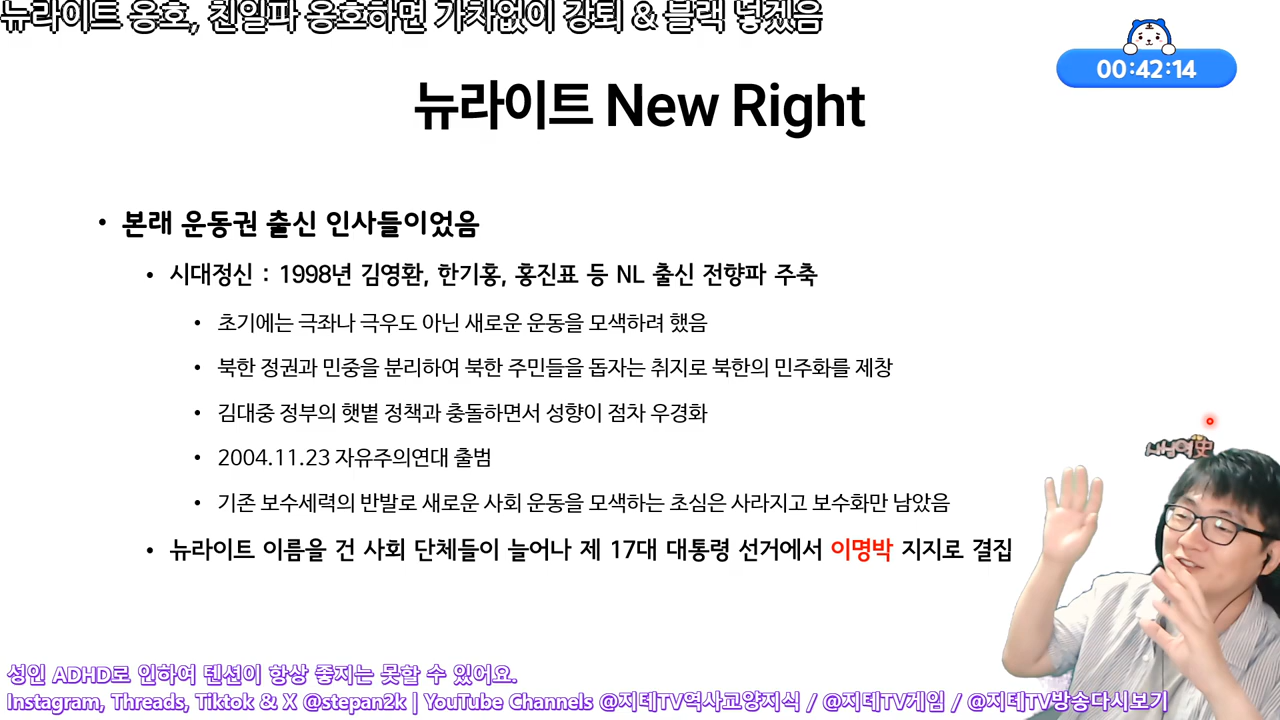 뉴라이트 옹호, 친일파 옹호하면 가차없이 강퇴 & 블랙 넣겠음
00:42:14
뉴라이트 New Right
• 본래 운동권 출신 인사들이었음
• 시대정신 : 1998년 김영환, 한기홍, 홍진표 등 NL 출신 전향파 주축
• 초기에는 극좌나 극우도 아닌 새로운 운동을 모색하려 했음
• 북한 정권과 민중을 분리하여 북한 주민들을 돕자는 취지로 북한의 민주화를 제창
• 김대중 정부의 햇볕 정책과 충돌하면서 성향이 점차 우경화
• 2004.11.23 자유주의연대 출범
• 기존 보수세력의 반발로 새로운 사회 운동을 모색하는 초심은 사라지고 보수화만 남았음
• 뉴라이트 이름을 건 사회 단체들이 늘어나 제 17대 대통령 선거에서 이명박 지지로 결집
성인 ADHD로 인하여 텐션이 항상 좋지는 못할 수 있어요.
Instagram, Threads, Tiktok & X @stepan2k | YouTube Channels @지테TV역사교양지식 / @지테TV게임 / @지테TV방송다시보기